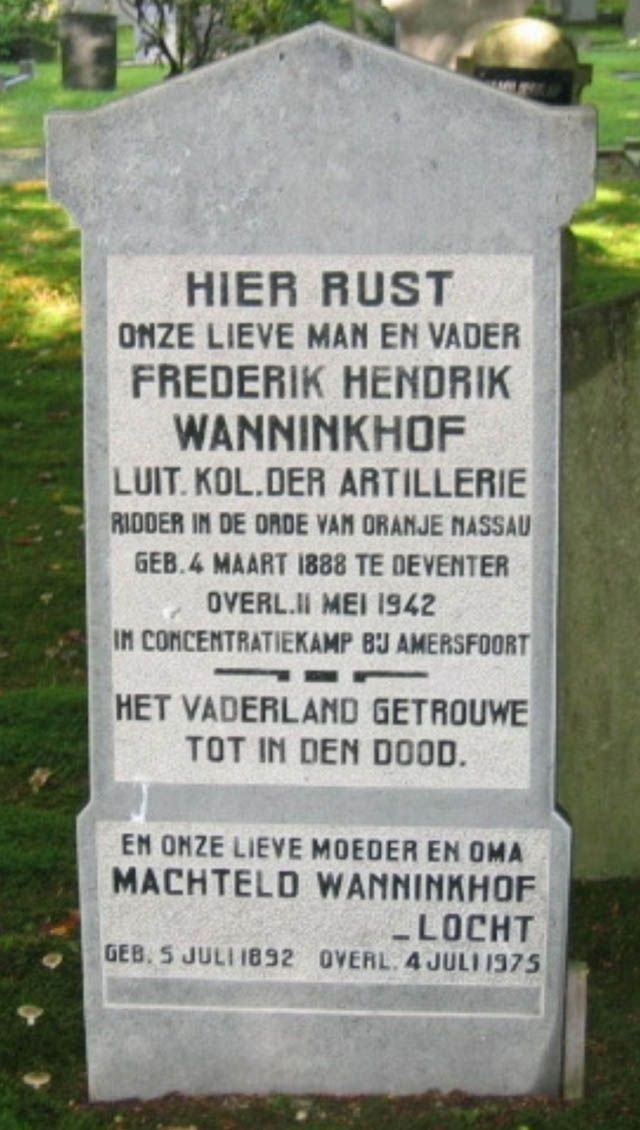 HIER RUST
ONZE LIEVE MAN EN VADER
FREDERIK HENDRIK
WANNINKHOF
LUIT. KOL. DER ARTILLERIE
RIDDER IN DE ORDE VAN ORANJE NASSAU
GEB. 4 MAART 1888 TE DEVENTER
OVERL. 11 MEI 1942
IN CONCENTRATIEKAMP BIJ AMERSFOORT
HET VADERLAND GETROUWE
TOT IN DEN DOOD.
EN ONZE LIEVE MOEDER EN OMA
MACHTELD WANNINKHOF
_LOCHT
GEB. 5 JULI 1892 OVERL. 4 JULI 1975